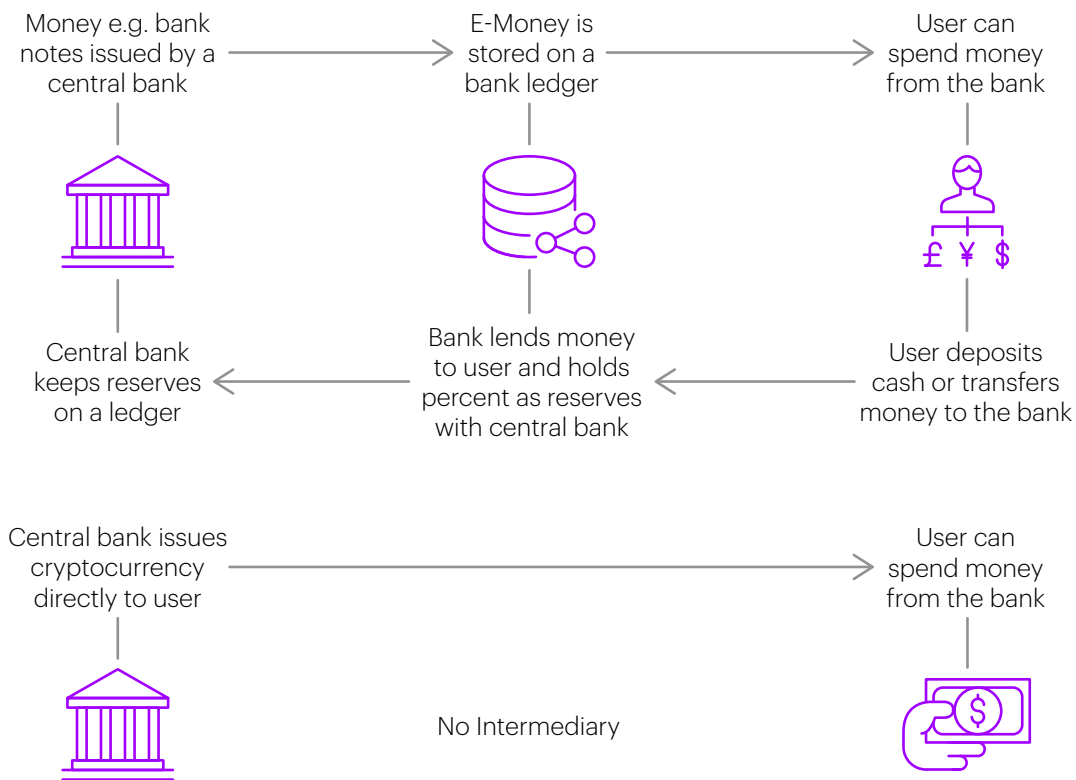 Money e.g. bank
notes issued by a
central bank
E-Money is
stored on a
bank ledger
User can
spend money
from the bank
£ ¥ $
Central bank
keeps reserves
on a ledger
Bank lends money
to user and holds
percent as reserves
with central bank
User deposits
cash or transfers
money to the bank
Central bank issues
cryptocurrency
directly to user
User can
spend money
from the bank
No Intermediary
$